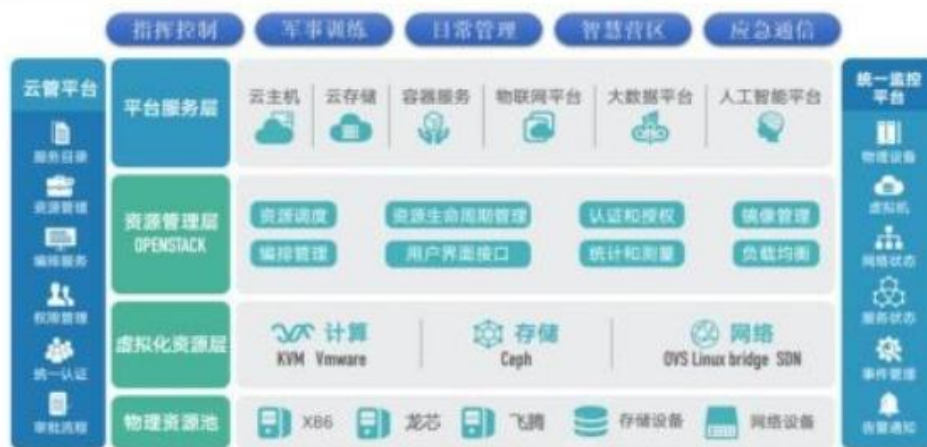 指挥控制 军事训练 日常管理 智慧营区 应急通信
云管平台
服务目录
资源管理
编排服务
权限管理
统一认证
审批流程
平台服务层
云主机 云存储 容器服务 物联网平台 大数据平台 人工智能平台
资源管理层
OPENSTACK
资源调度 资源生命周期管理 认证和授权 镜像管理
编排管理 用户界面接口 统计和测量 负载均衡
虚拟化资源层
计算 存储 网络
KVM Vmware Ceph OVS Linux bridge SDN
物理资源池
X86 龙芯 飞腾 存储设备 网络设备
统一监控
平台
物理设备
虚拟机
网络状态
服务状态
事件管理
告警通知